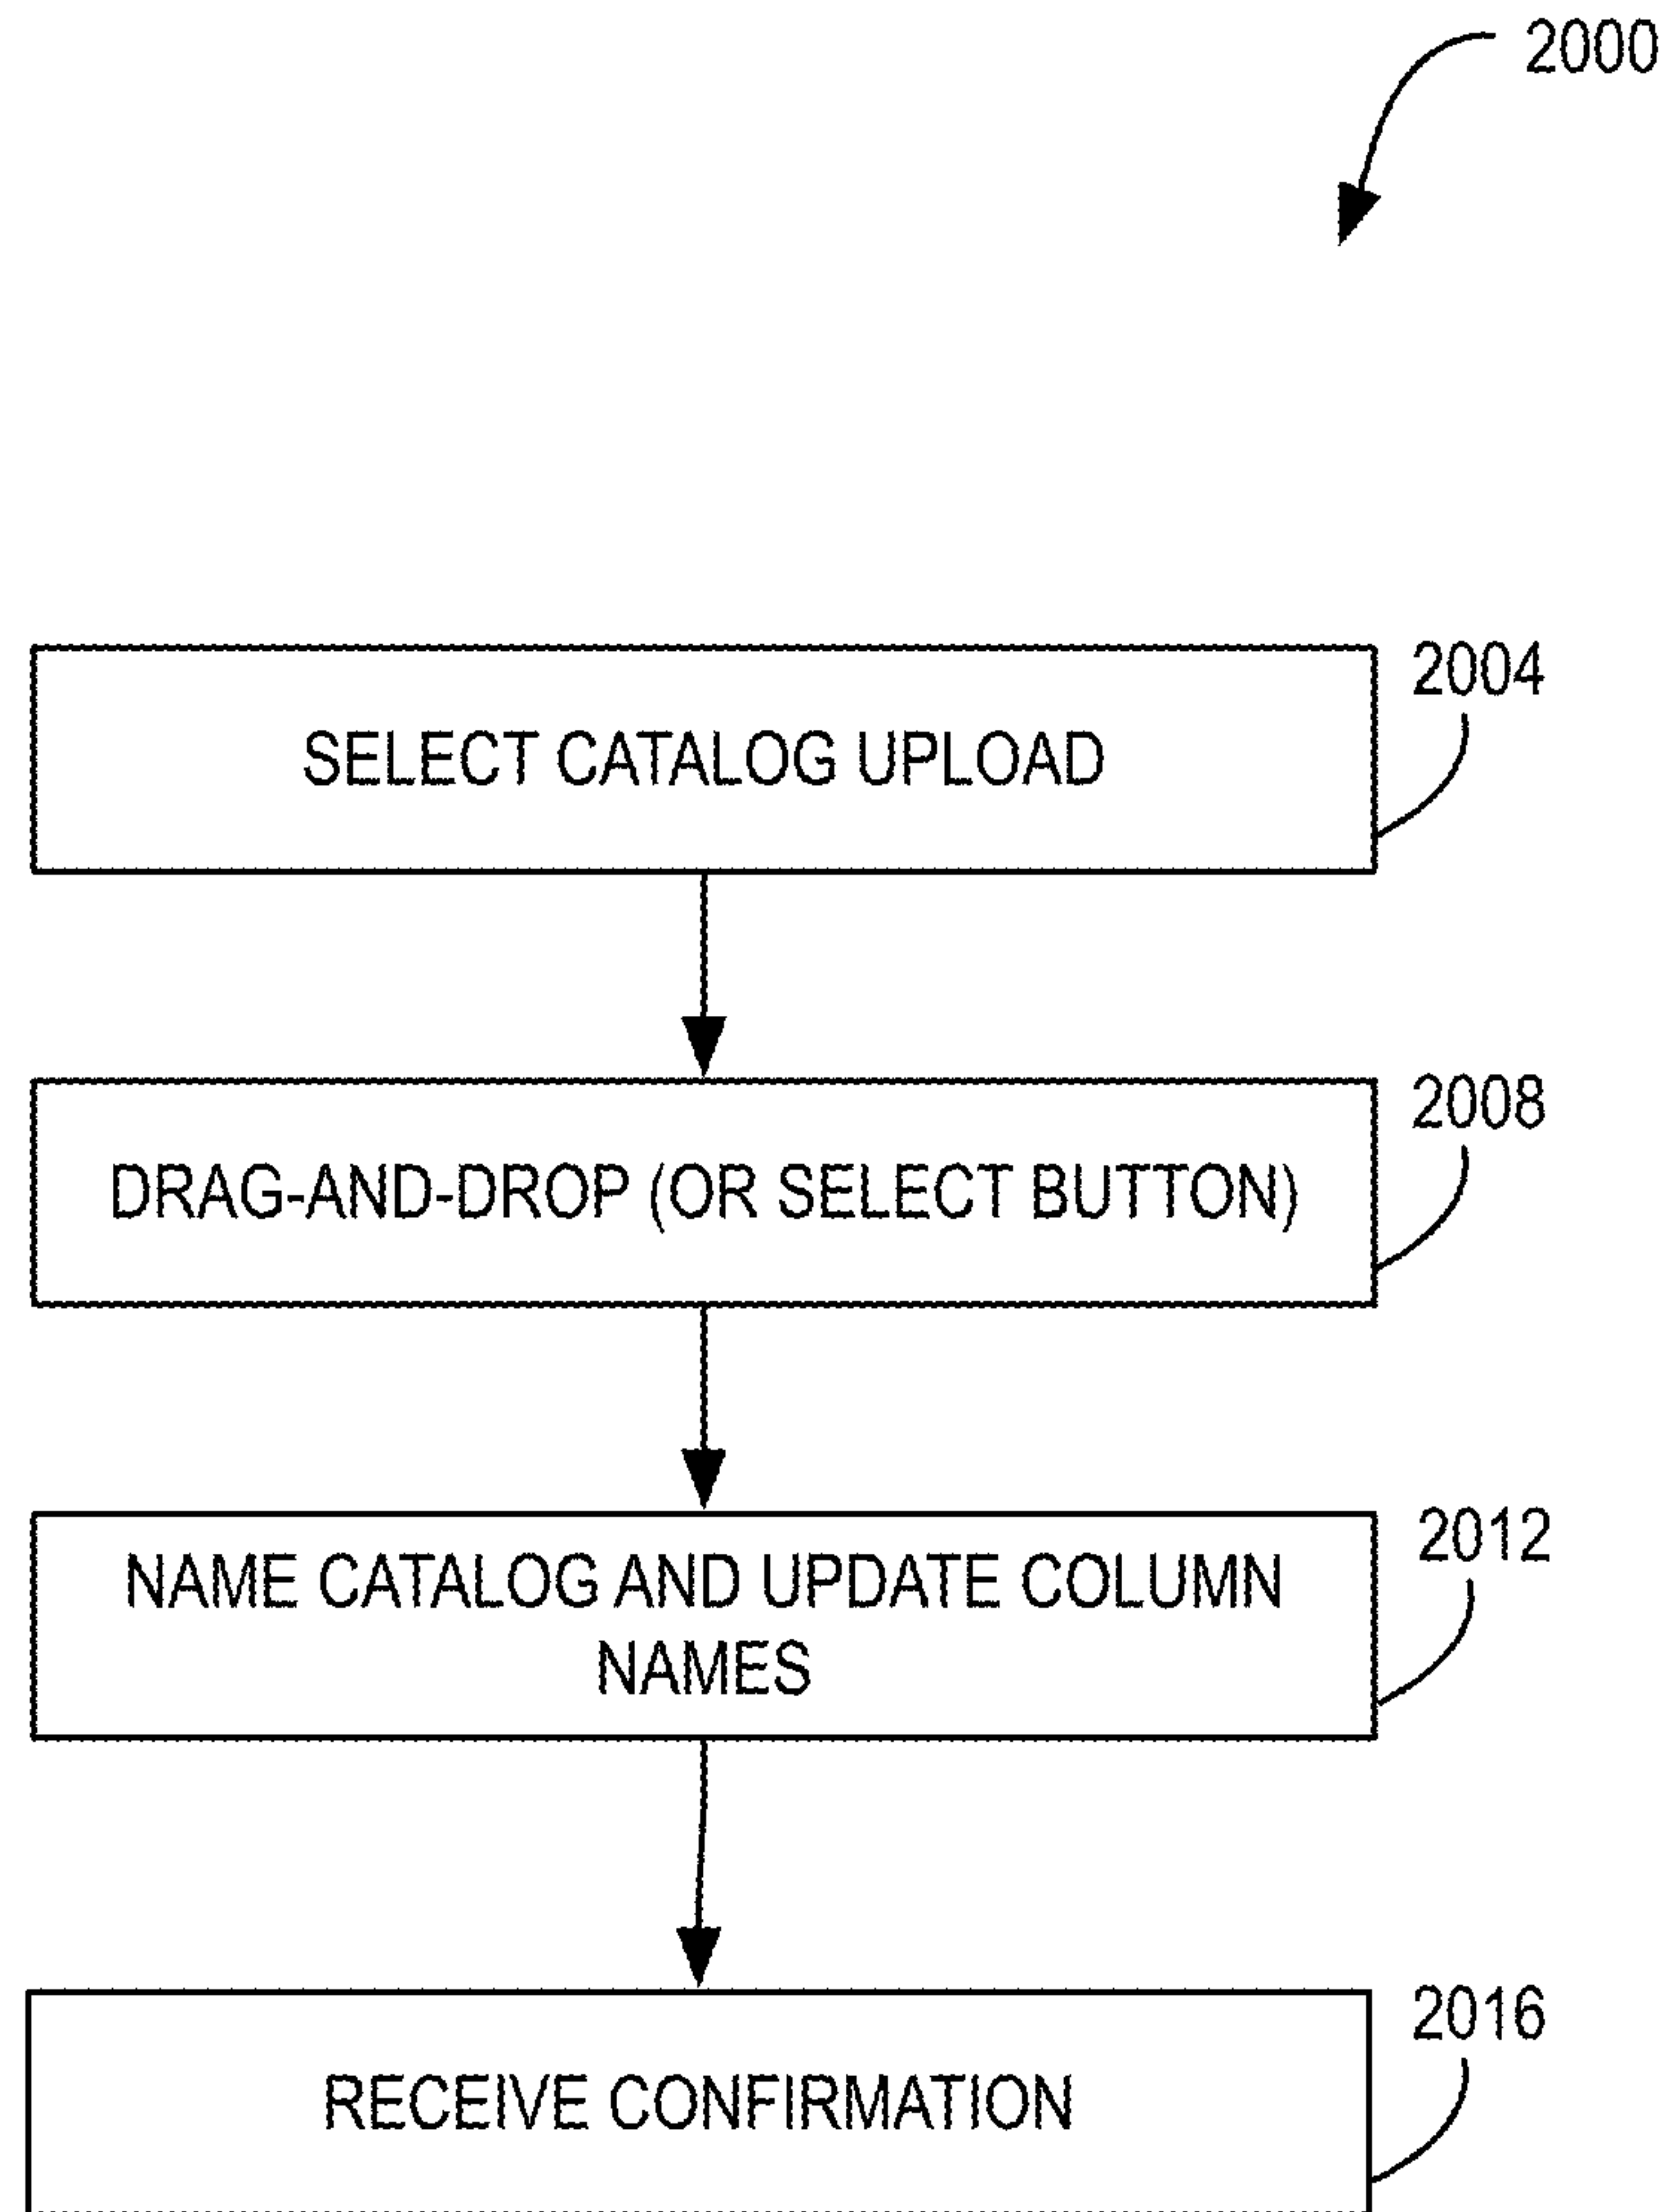 2000
2004
SELECT CATALOG UPLOAD
2008
DRAG-AND-DROP (OR SELECT BUTTON)
2012
NAME CATALOG AND UPDATE COLUMN
NAMES
2016
RECEIVE CONFIRMATION